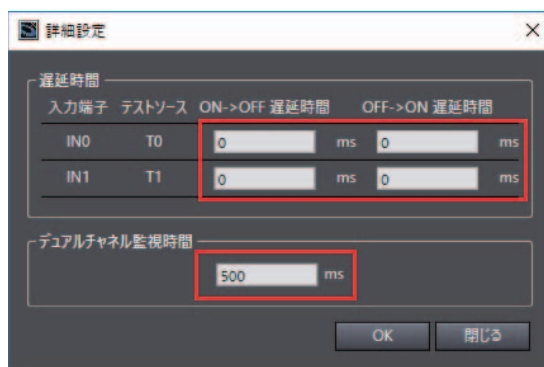 詳細設定
遅延時間
入力端子 テストソース ON->OFF 遅延時間 OFF->ON 遅延時間
IN0 T0 0 ms 0 ms
IN1 T1 0 ms 0 ms
デュアルチャネル監視時間
500 ms
OK 閉じる